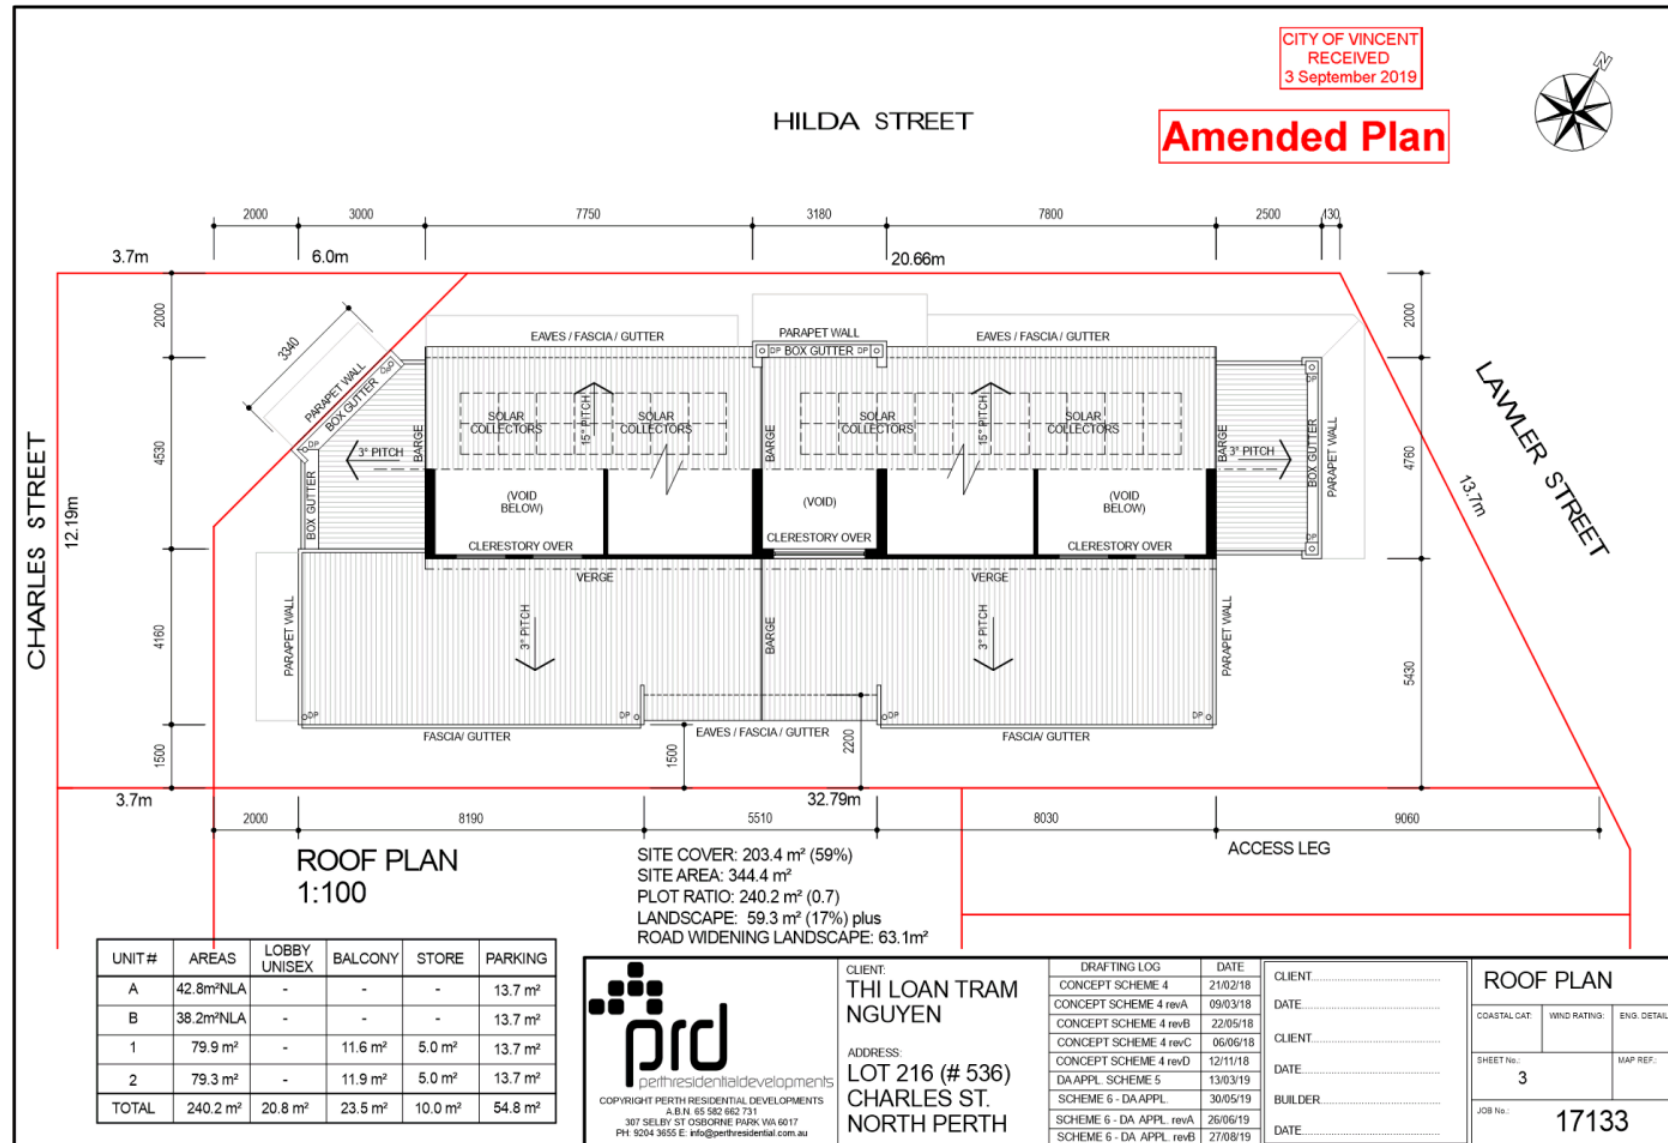 CITY OF VINCENT
RECEIVED
3 September 2019
Amended Plan
N
HILDA STREET
2000 3000 7750 3180 7800 2500 430
3.7m 6.0m 20.66m
CHARLES STREET
12.19m
LAWLER STREET
13.7m
2000
4530
4160
1500
2000
4760
5430
3340
PARAPET WALL
BOX GUTTER
DP
DP
BOX GUTTER
3° PITCH
BARGE
EAVES / FASCIA / GUTTER
PARAPET WALL
DP BOX GUTTER DP
EAVES / FASCIA / GUTTER
SOLAR
COLLECTORS
15° PITCH
SOLAR
COLLECTORS
BARGE
SOLAR
COLLECTORS
15° PITCH
SOLAR
COLLECTORS
BARGE
3° PITCH
DP
BOX GUTTER
PARAPET WALL
DP
(VOID
BELOW)
(VOID)
(VOID
BELOW)
CLERESTORY OVER
CLERESTORY OVER
CLERESTORY OVER
VERGE
VERGE
PARAPET WALL
3° PITCH
BARGE
3° PITCH
PARAPET WALL
DP
DP
DP
DP
FASCIA/ GUTTER
EAVES / FASCIA / GUTTER
FASCIA/ GUTTER
1500
2200
3.7m 32.79m
2000 8190 5510 8030 9060
ACCESS LEG
ROOF PLAN
1:100
SITE COVER: 203.4 m² (59%)
SITE AREA: 344.4 m²
PLOT RATIO: 240.2 m² (0.7)
LANDSCAPE: 59.3 m² (17%) plus
ROAD WIDENING LANDSCAPE: 63.1m²
UNIT # AREAS LOBBY UNISEX BALCONY STORE PARKING
A 42.8m²NLA - - - 13.7 m²
B 38.2m²NLA - - - 13.7 m²
1 79.9 m² - 11.6 m² 5.0 m² 13.7 m²
2 79.3 m² - 11.9 m² 5.0 m² 13.7 m²
TOTAL 240.2 m² 20.8 m² 23.5 m² 10.0 m² 54.8 m²
prd
perthresidentialdevelopments
COPYRIGHT PERTH RESIDENTIAL DEVELOPMENTS
A.B.N. 65 582 662 731
307 SELBY ST OSBORNE PARK WA 6017
PH: 9204 3655 E: info@perthresidential.com.au
CLIENT:
THI LOAN TRAM
NGUYEN
ADDRESS:
LOT 216 (# 536)
CHARLES ST.
NORTH PERTH
DRAFTING LOG DATE
CONCEPT SCHEME 4 21/02/18
CONCEPT SCHEME 4 revA 09/03/18
CONCEPT SCHEME 4 revB 22/05/18
CONCEPT SCHEME 4 revC 06/06/18
CONCEPT SCHEME 4 revD 12/11/18
DA APPL. SCHEME 5 13/03/19
SCHEME 6 - DA APPL. 30/05/19
SCHEME 6 - DA APPL. revA 26/06/19
SCHEME 6 - DA APPL. revB 27/08/19
CLIENT
DATE
CLIENT
DATE
BUILDER
DATE
ROOF PLAN
COASTAL CAT: WIND RATING: ENG. DETAIL
SHEET No.: MAP REF.:
3
JOB No.: 17133